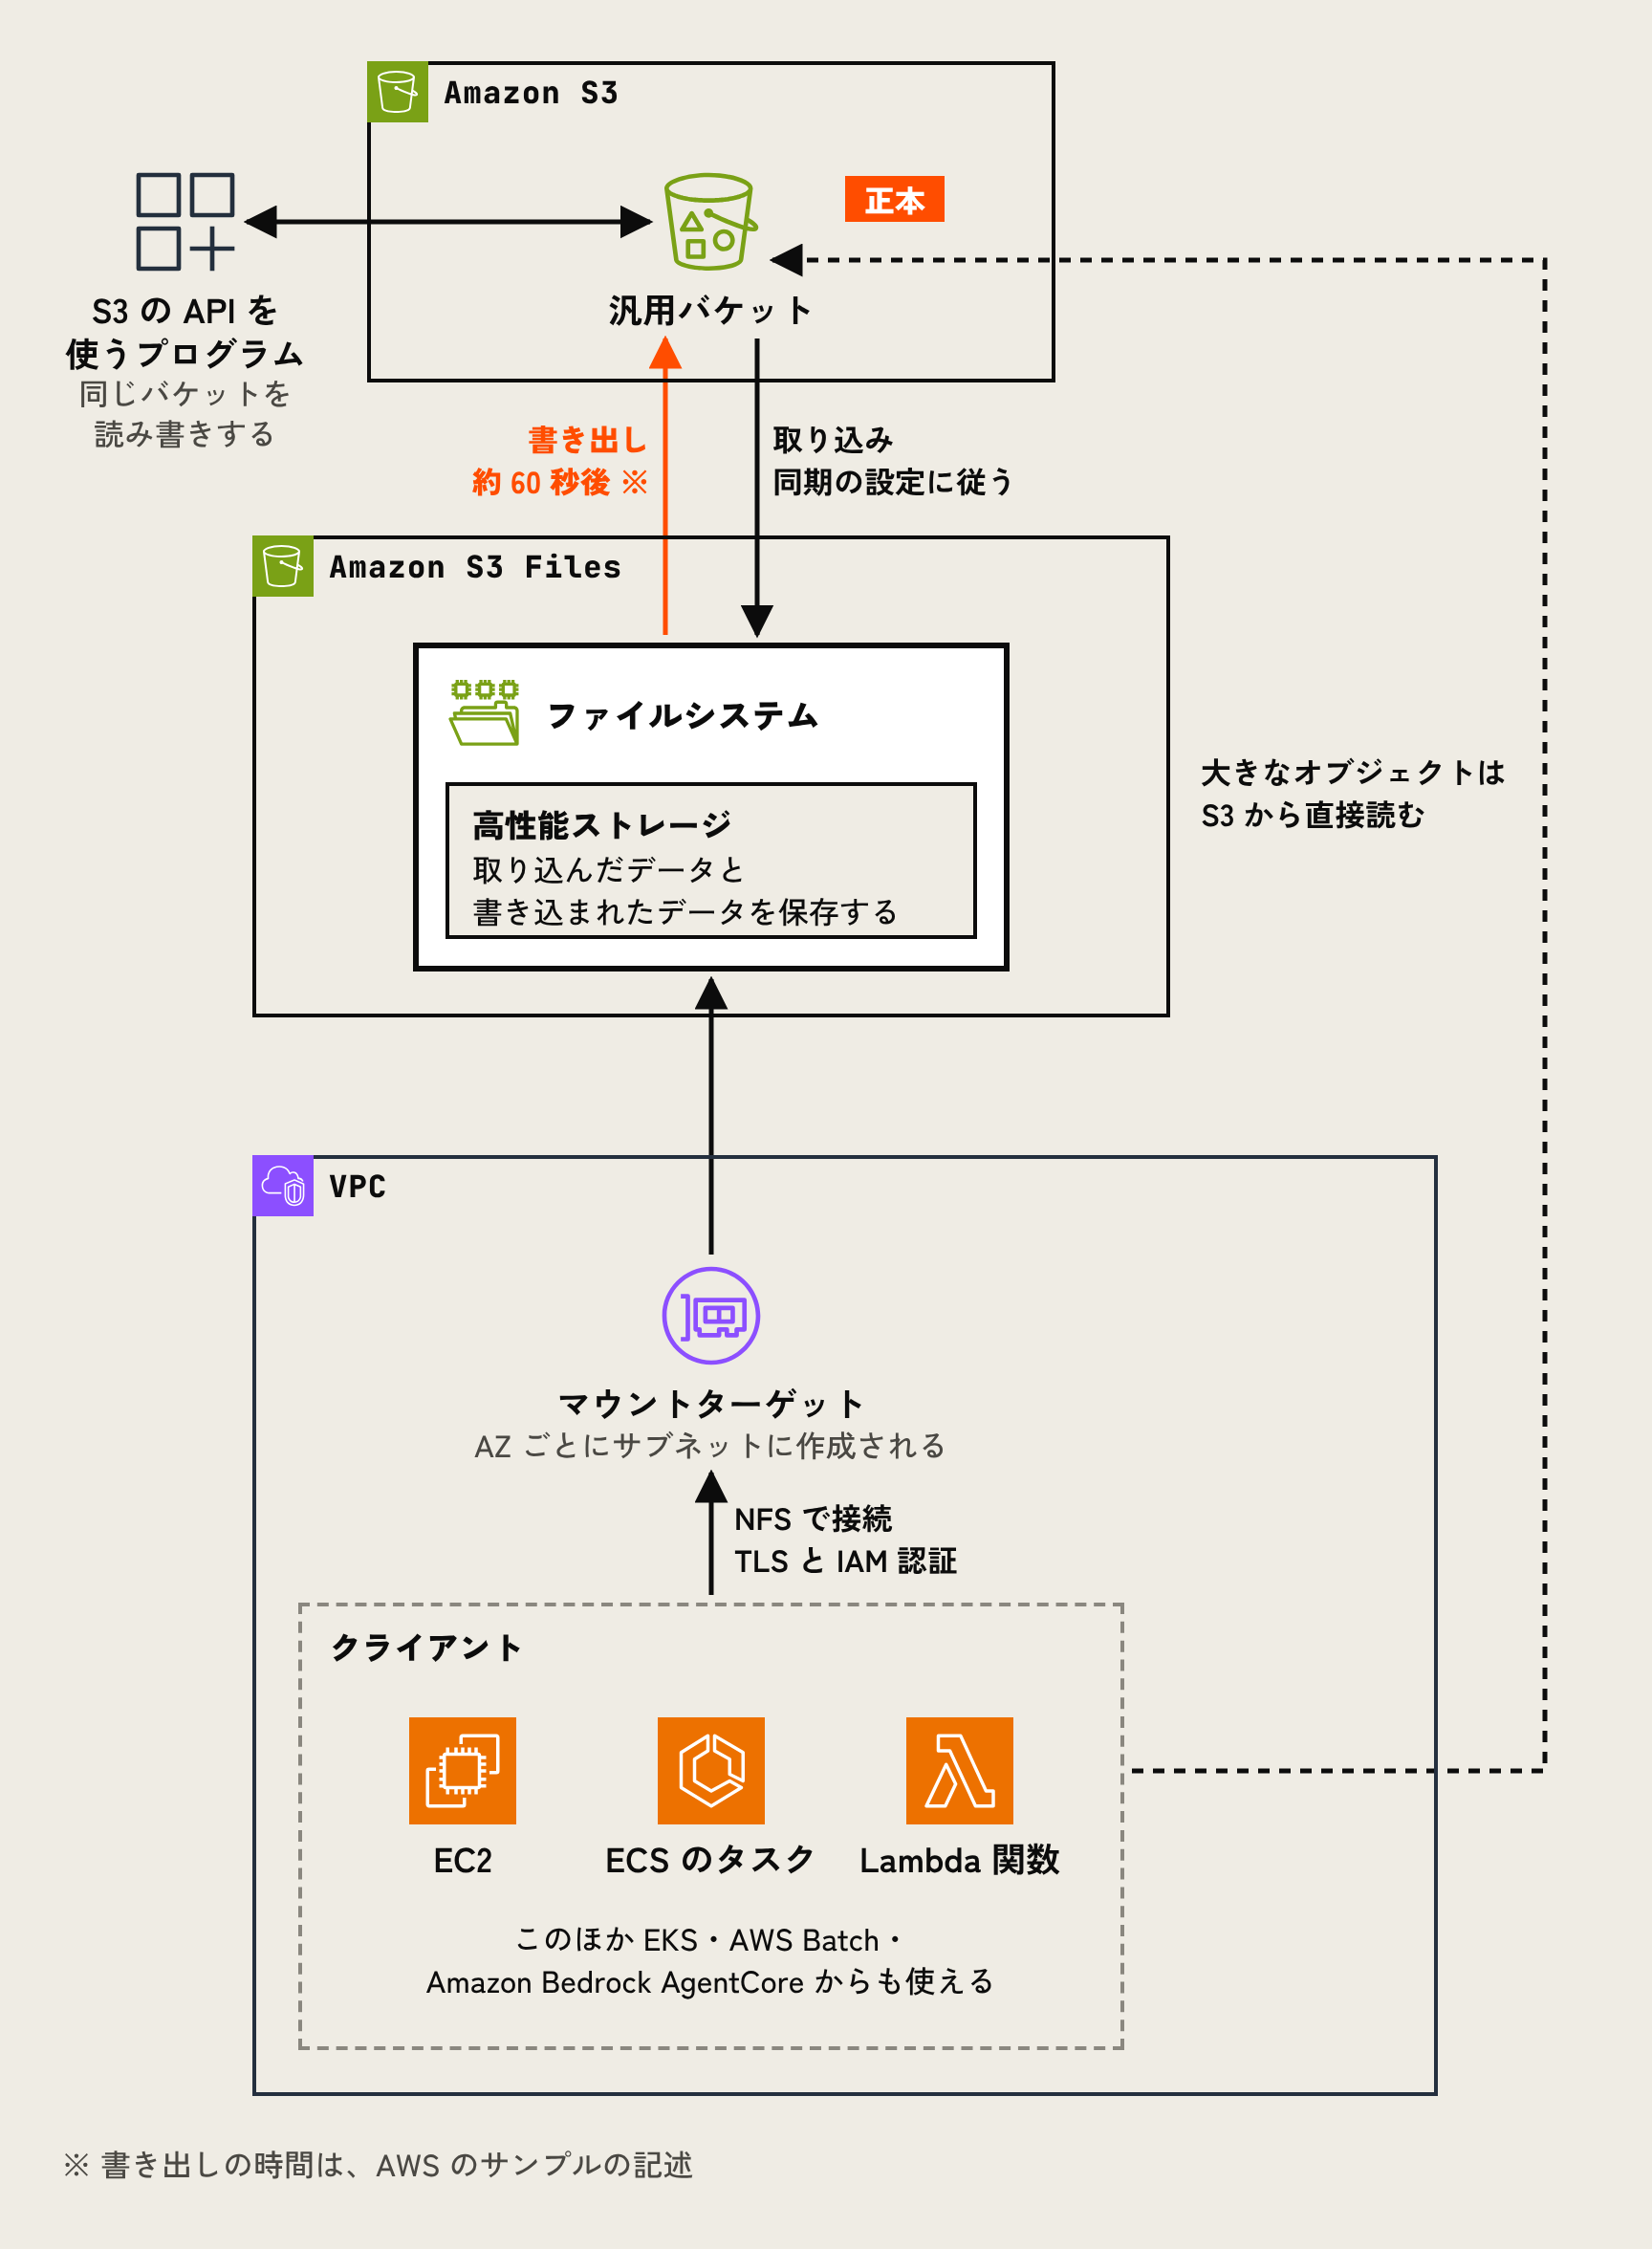 Amazon S3
正本
汎用バケット
S3 の API を
使うプログラム
同じバケットを
読み書きする
書き出し
約 60 秒後 ※
取り込み
同期の設定に従う
Amazon S3 Files
ファイルシステム
高性能ストレージ
取り込んだデータと
書き込まれたデータを保存する
大きなオブジェクトは
S3 から直接読む
VPC
マウントターゲット
AZ ごとにサブネットに作成される
NFS で接続
TLS と IAM 認証
クライアント
EC2
ECS のタスク
Lambda 関数
このほか EKS・AWS Batch・
Amazon Bedrock AgentCore からも使える
※ 書き出しの時間は、AWS のサンプルの記述